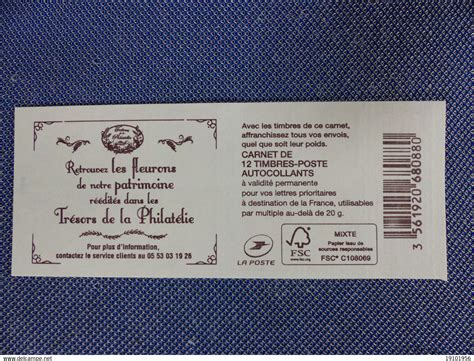 Retrouvez les fleurons
de notre patrimoine
réédités dans les
Trésors de la Philatélie
Pour plus d'information,
contactez le service clients au 05 53 03 19 26
Avec les timbres de ce carnet,
affranchissez tous vos envois,
quel que soit leur poids.
CARNET DE
12 TIMBRES-POSTE
AUTOCOLLANTS
à validité permanente
pour vos lettres prioritaires
à destination de la France, utilisables
par multiple au-delà de 20 g.
LA POSTE
FSC
www.fsc.org
MIXTE
Papier issu de
sources responsables
FSC® C108069
3 561920 680880
19101956